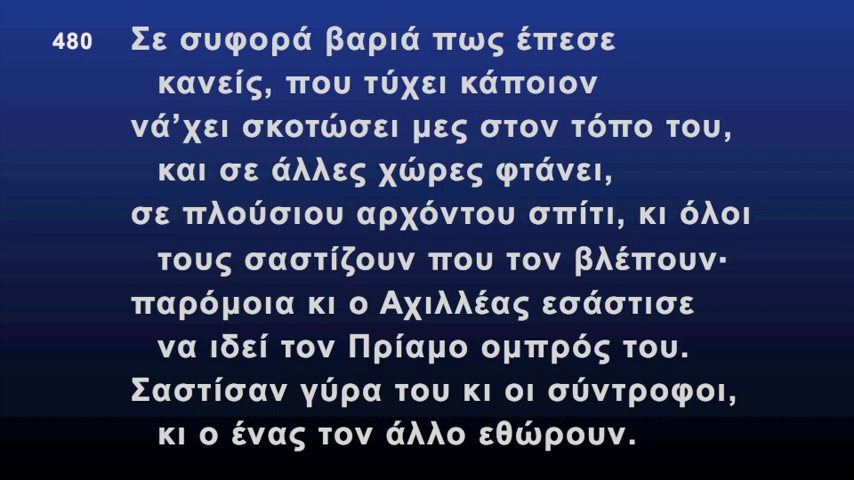 480 Σε συφορά βαριά πως έπεσε
κανείς, που τύχει κάποιον
νά’χει σκοτώσει μες στον τόπο του,
και σε άλλες χώρες φτάνει,
σε πλούσιου αρχόντου σπίτι, κι όλοι
τους σαστίζουν που τον βλέπουν·
παρόμοια κι ο Αχιλλέας εσάστισε
να ιδεί τον Πρίαμο ομπρός του.
Σαστίσαν γύρα του κι οι σύντροφοι,
κι ο ένας τον άλλο εθώρουν.